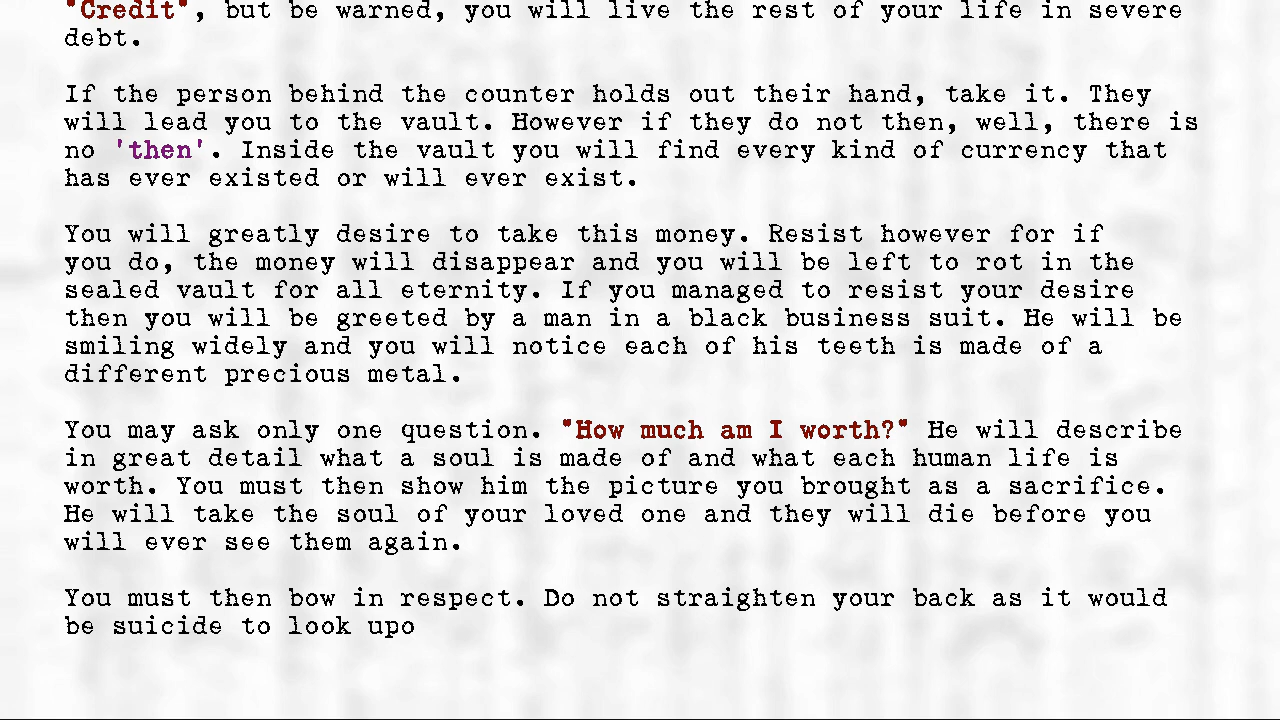 "Credit", but be warned, you will live the rest of your life in severe
debt.
If the person behind the counter holds out their hand, take it. They
will lead you to the vault. However if they do not then, well, there is
no 'then'. Inside the vault you will find every kind of currency that
has ever existed or will ever exist.
You will greatly desire to take this money. Resist however for if
you do, the money will disappear and you will be left to rot in the
sealed vault for all eternity. If you managed to resist your desire
then you will be greeted by a man in a black business suit. He will be
smiling widely and you will notice each of his teeth is made of a
different precious metal.
You may ask only one question. "How much am I worth?" He will describe
in great detail what a soul is made of and what each human life is
worth. You must then show him the picture you brought as a sacrifice.
He will take the soul of your loved one and they will die before you
will ever see them again.
You must then bow in respect. Do not straighten your back as it would
be suicide to look upo